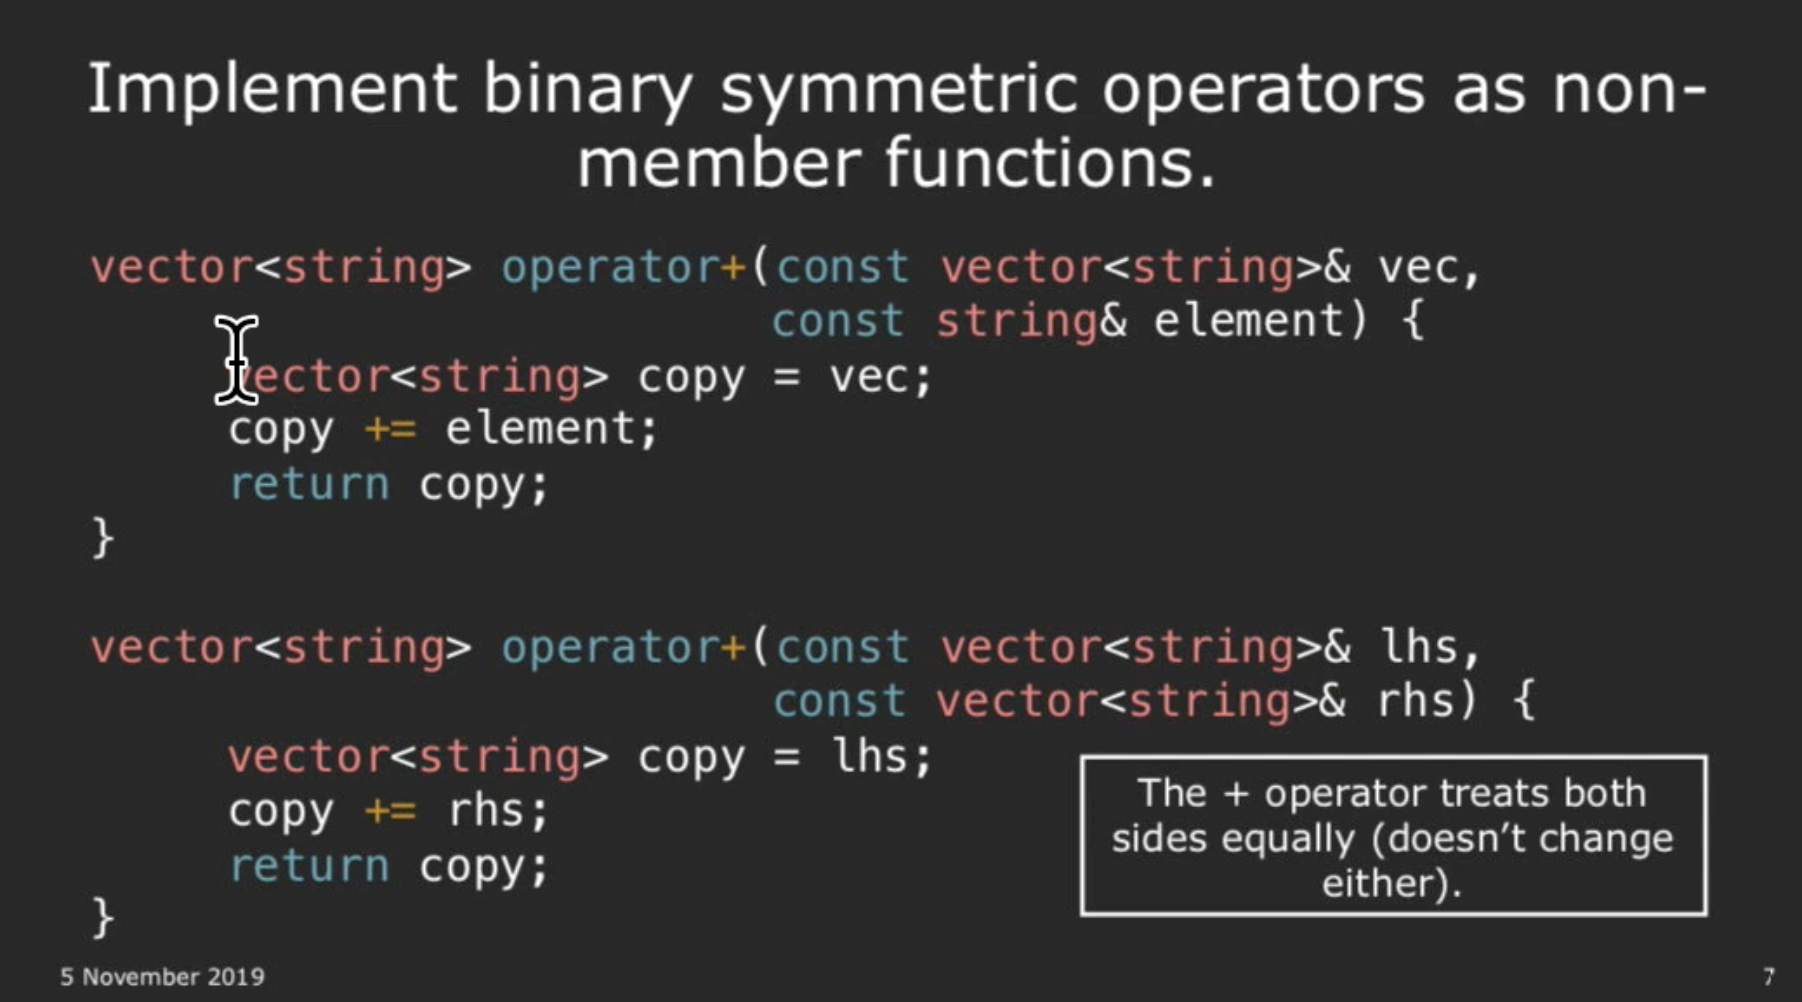 Implement binary symmetric operators as non-
member functions.
vector<string> operator+(const vector<string>& vec,
const string& element) {
vector<string> copy = vec;
copy += element;
return copy;
}
vector<string> operator+(const vector<string>& lhs,
const vector<string>& rhs) {
vector<string> copy = lhs;
copy += rhs;
return copy;
}
The + operator treats both
sides equally (doesn’t change
either).
5 November 2019
7